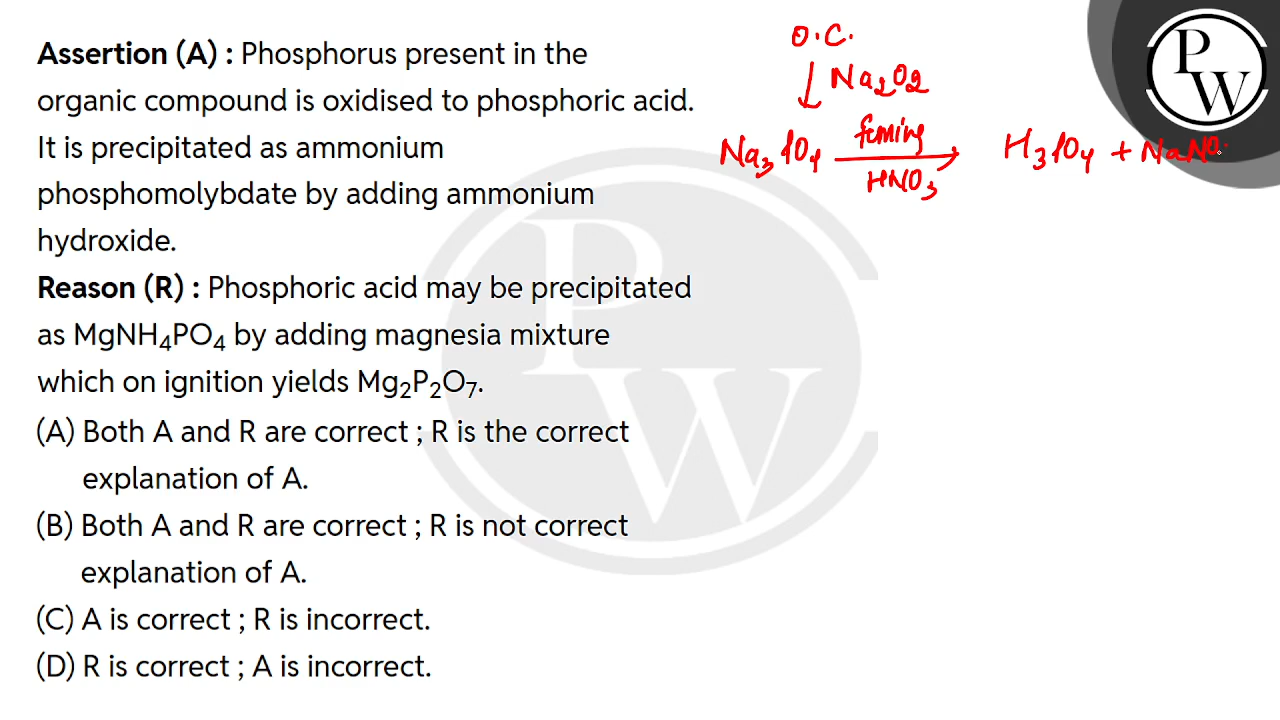 Assertion (A) : Phosphorus present in the
organic compound is oxidised to phosphoric acid.
It is precipitated as ammonium
phosphomolybdate by adding ammonium
hydroxide.
Reason (R) : Phosphoric acid may be precipitated
as MgNH₄PO₄ by adding magnesia mixture
which on ignition yields Mg₂P₂O₇.
(A) Both A and R are correct ; R is the correct
explanation of A.
(B) Both A and R are correct ; R is not correct
explanation of A.
(C) A is correct ; R is incorrect.
(D) R is correct ; A is incorrect.
O.C.
↓ Na₂O₂
Na₃PO₄ fuming HNO₃ → H₃PO₄ + NaNO
P
W
P
W